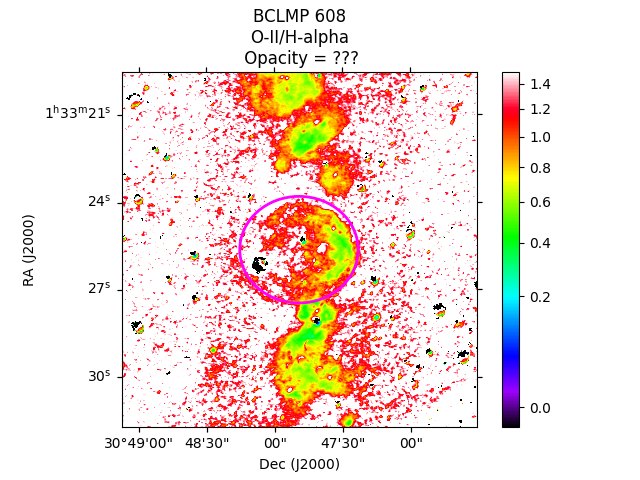 BCLMP 608
O-II/H-alpha
Opacity = ???
1ʰ33ᵐ21ˢ
24ˢ
27ˢ
30ˢ
RA (J2000)
30°49'00" 48'30" 00" 47'30" 00"
Dec (J2000)
1.4
1.2
1.0
0.8
0.6
0.4
0.2
0.0